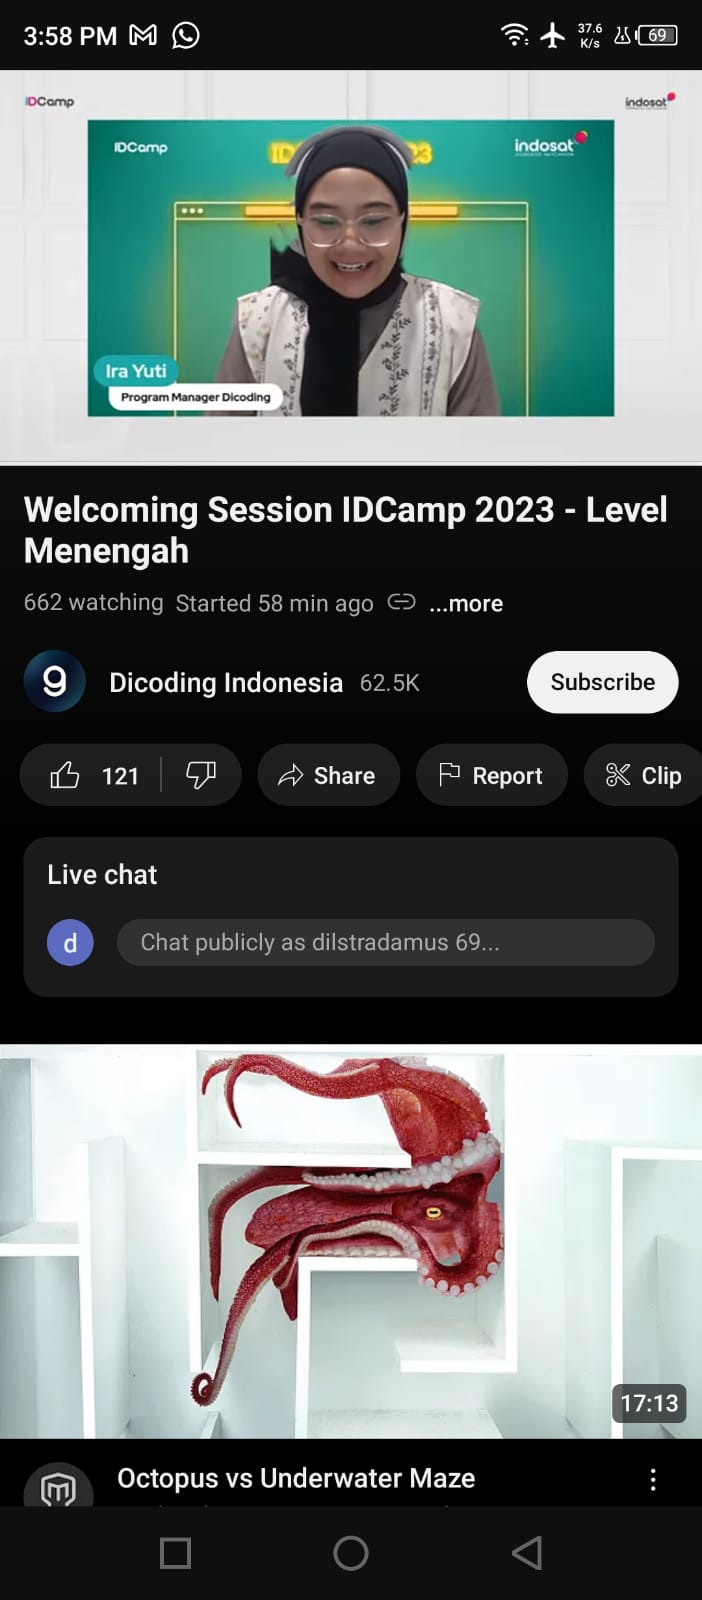 3:58 PM
37.6
K/s
69
IDCamp
indosat
IDCamp
indosat
Ira Yuti
Program Manager Dicoding
Welcoming Session IDCamp 2023 - Level
Menengah
662 watching Started 58 min ago ...more
Dicoding Indonesia 62.5K
Subscribe
121
Share
Report
Clip
Live chat
d
Chat publicly as dilstradamus 69...
17:13
Octopus vs Underwater Maze